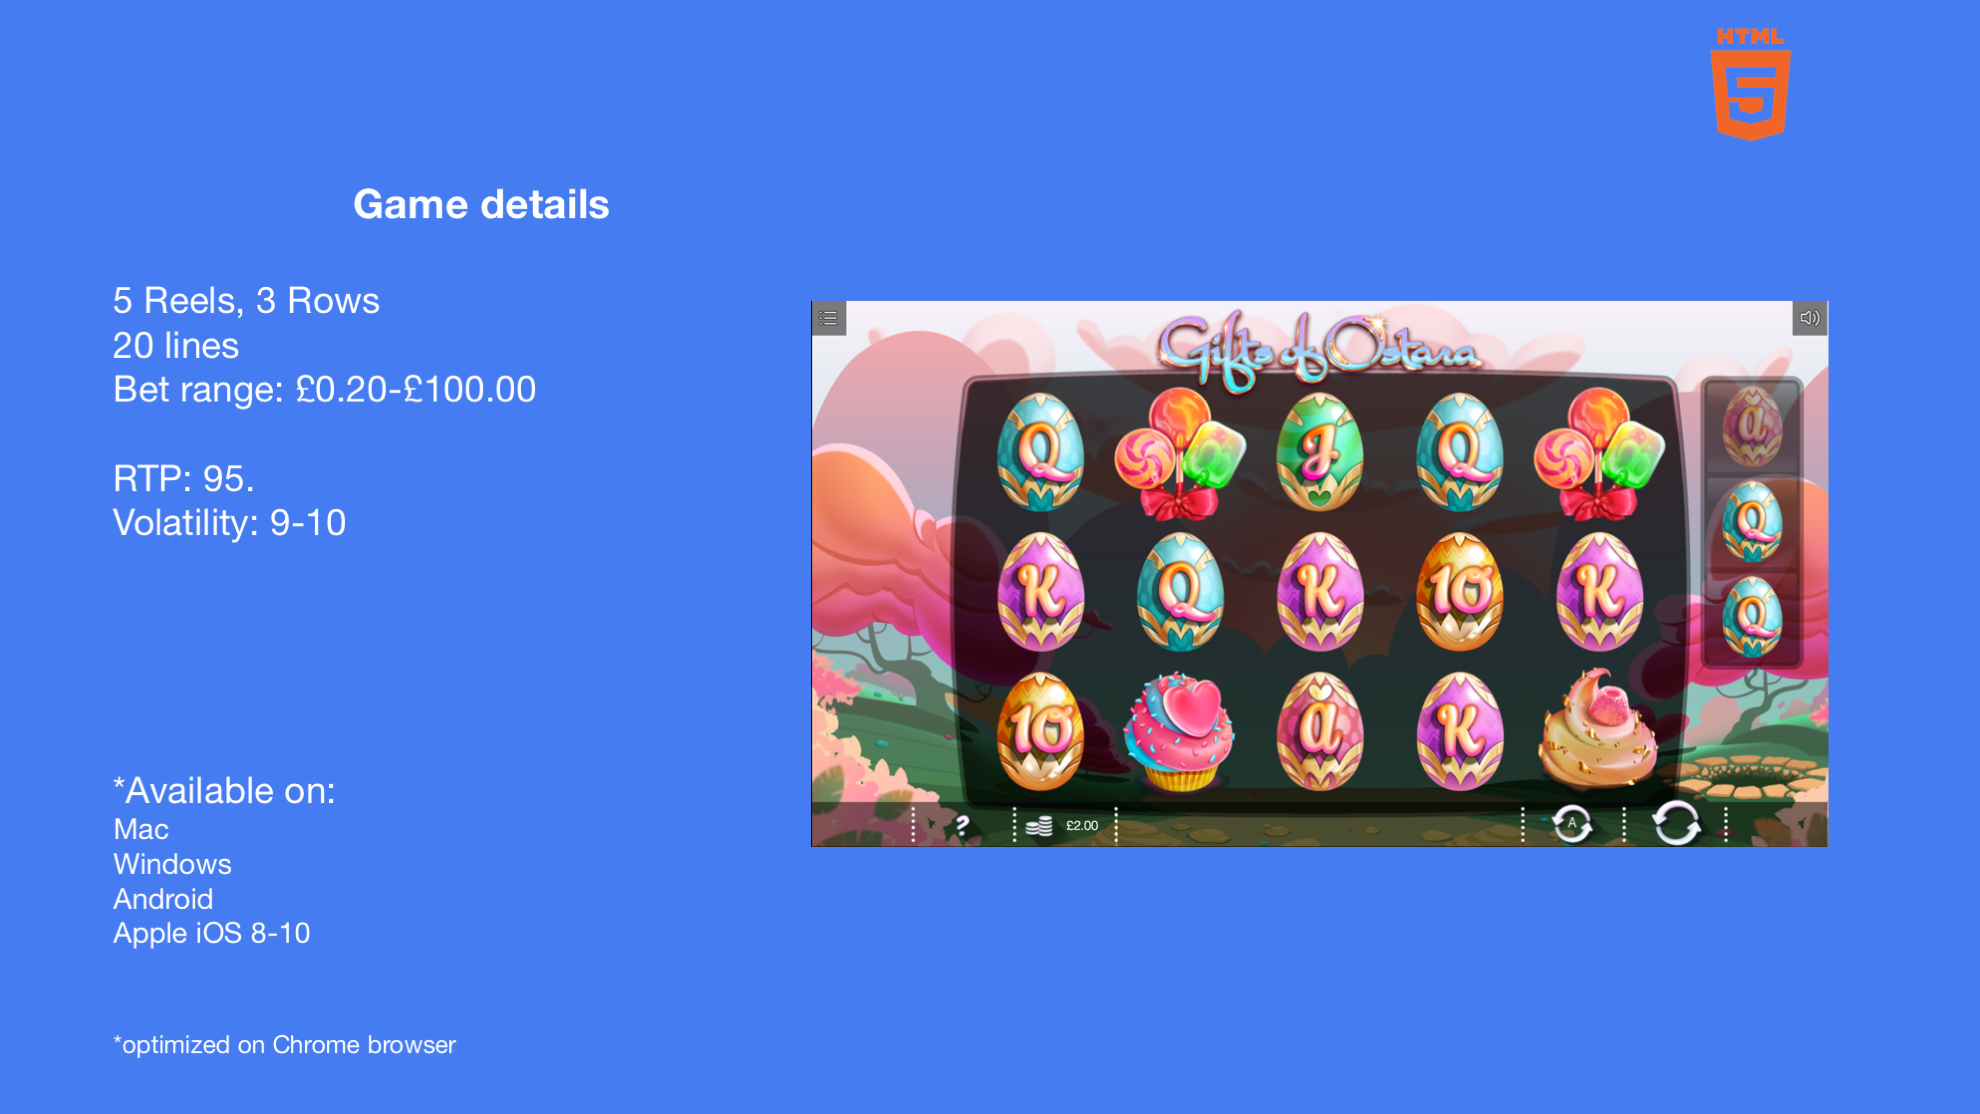 HTML
5
Game details
5 Reels, 3 Rows
20 lines
Bet range: £0.20-£100.00
RTP: 95.
Volatility: 9-10
*Available on:
Mac
Windows
Android
Apple iOS 8-10
*optimized on Chrome browser
Gifts of Ostara
Q J Q
K Q K 10 K
10 a K
a
Q
Q
? £2.00 A